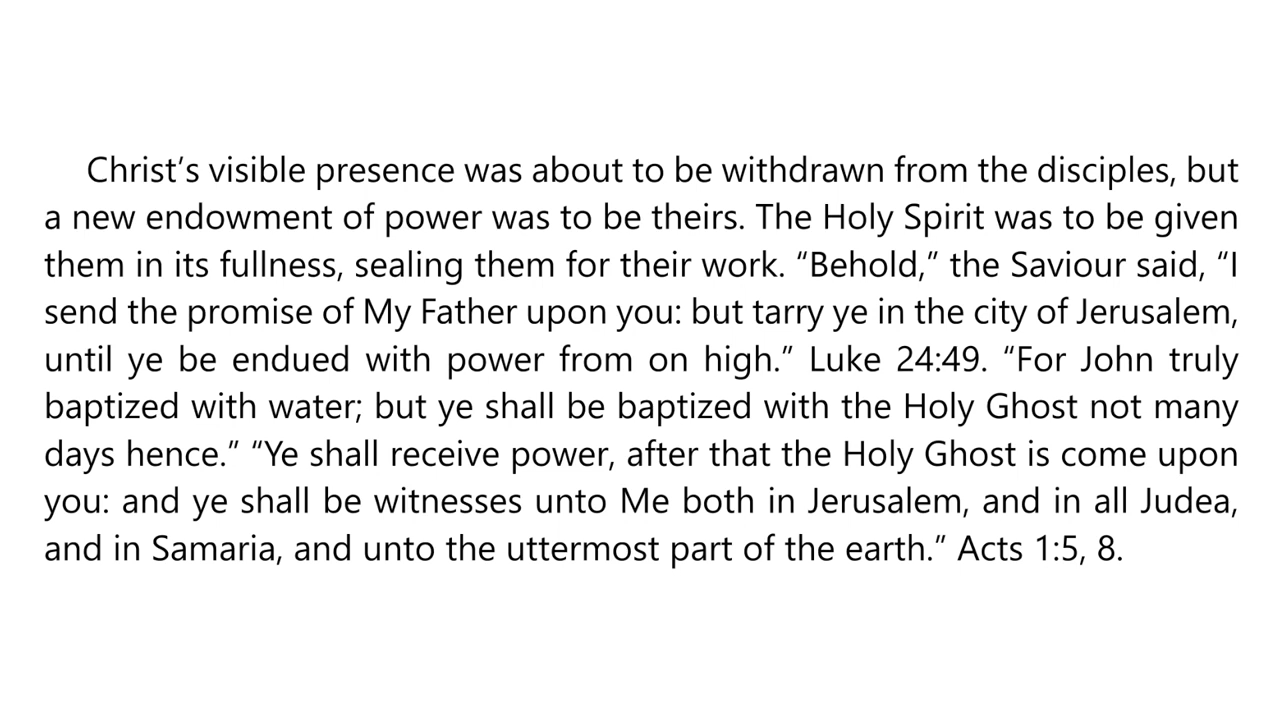 Christ’s visible presence was about to be withdrawn from the disciples, but
a new endowment of power was to be theirs. The Holy Spirit was to be given
them in its fullness, sealing them for their work. “Behold,” the Saviour said, “I
send the promise of My Father upon you: but tarry ye in the city of Jerusalem,
until ye be endued with power from on high.” Luke 24:49. “For John truly
baptized with water; but ye shall be baptized with the Holy Ghost not many
days hence.” “Ye shall receive power, after that the Holy Ghost is come upon
you: and ye shall be witnesses unto Me both in Jerusalem, and in all Judea,
and in Samaria, and unto the uttermost part of the earth.” Acts 1:5, 8.